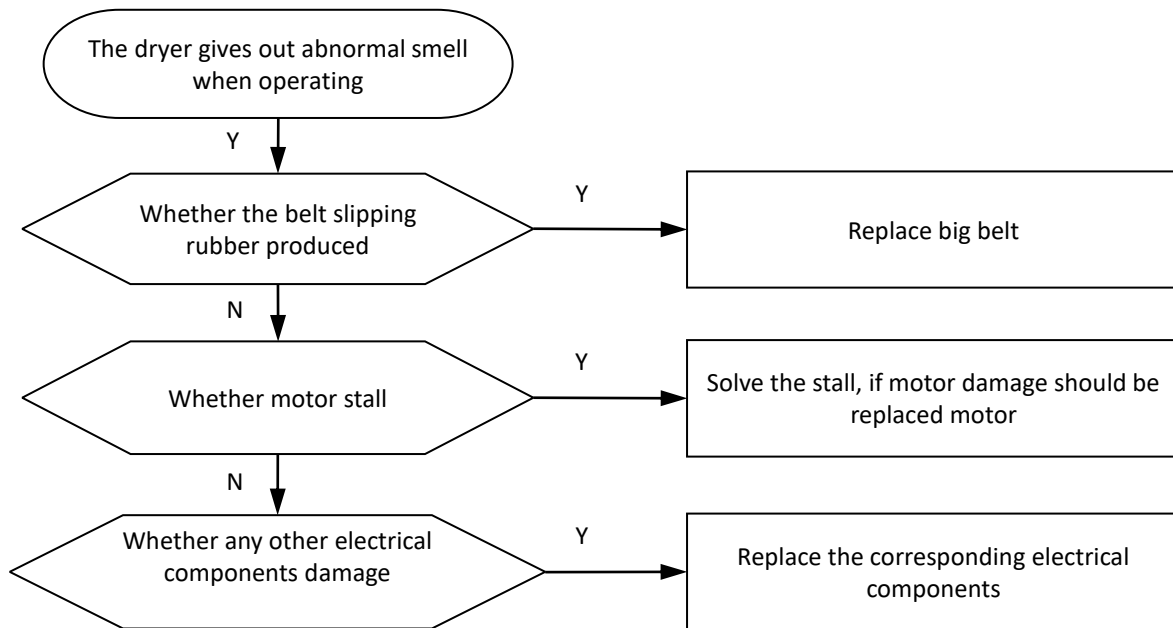 The dryer gives out abnormal smell
when operating
Y
Whether the belt slipping
rubber produced
Y
Replace big belt
N
Whether motor stall
Y
Solve the stall, if motor damage should be
replaced motor
N
Whether any other electrical
components damage
Y
Replace the corresponding electrical
components